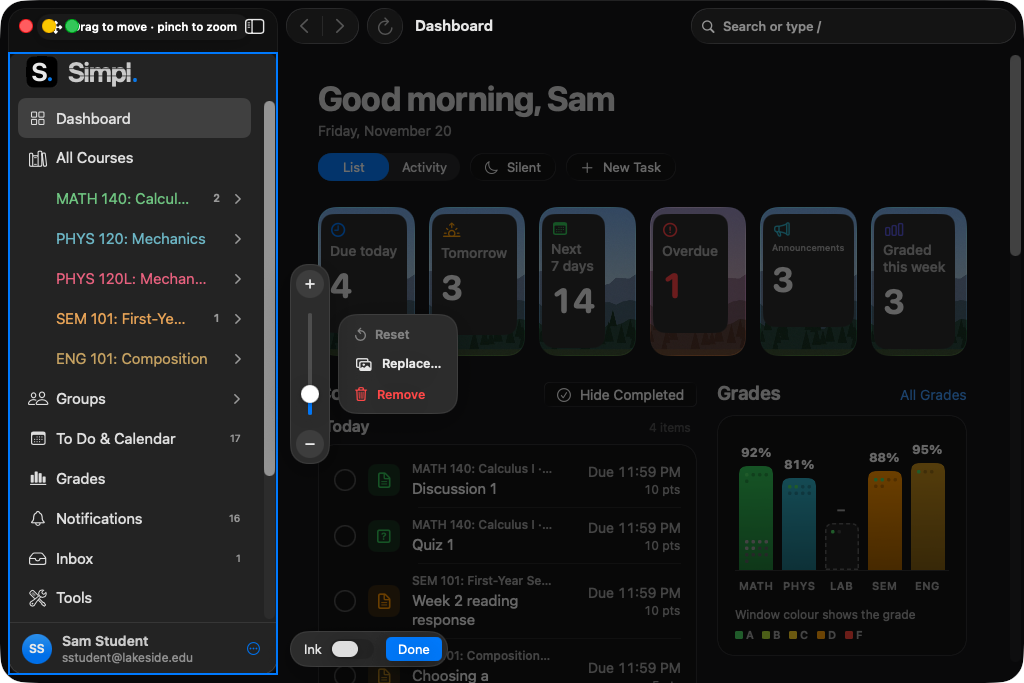 Drag to move · pinch to zoom
S. Simpl.
Dashboard
All Courses
MATH 140: Calcul... 2
PHYS 120: Mechanics
PHYS 120L: Mechan...
SEM 101: First-Ye... 1
ENG 101: Composition
Groups
To Do & Calendar 17
Grades
Notifications 16
Inbox 1
Tools
SS
Sam Student
sstudent@lakeside.edu
Dashboard
Search or type /
Good morning, Sam
Friday, November 20
List
Activity
Silent
New Task
Due today
4
Tomorrow
3
Next
7 days
14
Overdue
1
Announcements
3
Graded
this week
3
+
−
Reset
Replace...
Remove
Hide Completed
Today
4 items
MATH 140: Calculus I ·...
Discussion 1
Due 11:59 PM
10 pts
MATH 140: Calculus I ·...
Quiz 1
Due 11:59 PM
10 pts
SEM 101: First-Year Se...
Week 2 reading
response
Due 11:59 PM
10 pts
01: Composition...
Choosing a
Due 11:59 PM
Ink
Done
Grades
All Grades
92% 81% – 88% 95%
MATH PHYS LAB SEM ENG
Window colour shows the grade
A B C D F